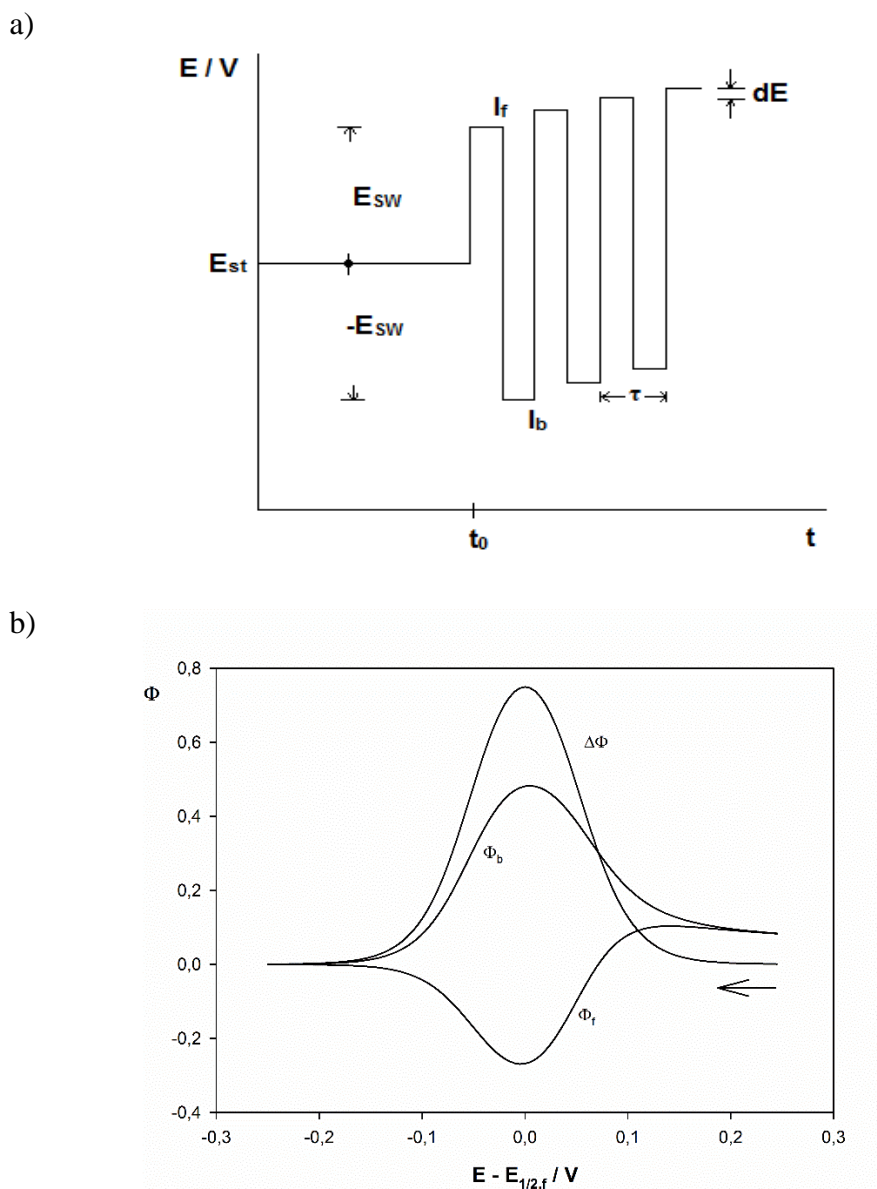 a)
E / V
I_f
dE
E_SW
E_st
-E_SW
τ
I_b
t_0
t
b)
0,8
Φ
0,6
ΔΦ
0,4
Φ_b
0,2
0,0
Φ_f
-0,2
-0,4
-0,3 -0,2 -0,1 0,0 0,1 0,2 0,3
E - E_1/2,f / V